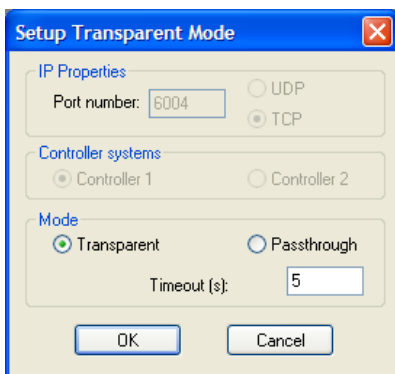 Setup Transparent Mode
IP Properties
Port number: 6004
UDP
TCP
Controller systems
Controller 1 Controller 2
Mode
Transparent Passthrough
Timeout (s): 5
OK Cancel